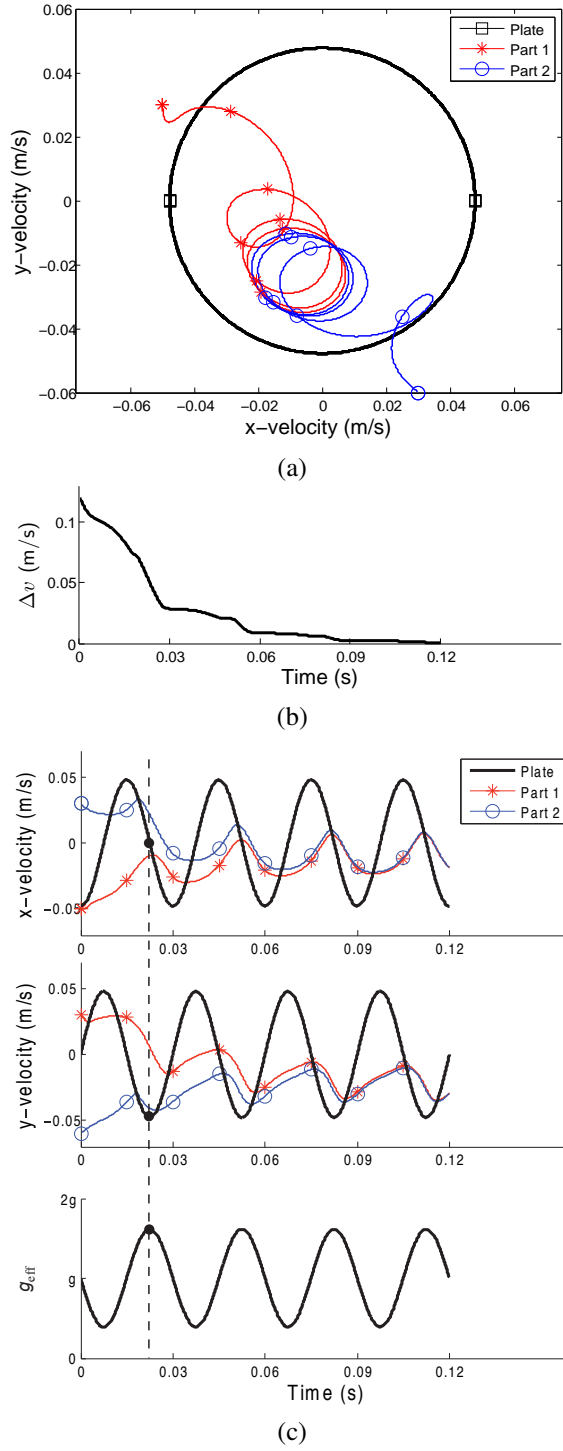 0.06
0.04
0.02
0
−0.02
−0.04
−0.06
y−velocity (m/s)
Plate
Part 1
Part 2
−0.06 −0.04 −0.02 0 0.02 0.04 0.06
x−velocity (m/s)
(a)
0.1
0.05
0
Δv (m/s)
0 0.03 0.06 0.09 0.12
Time (s)
(b)
0.05
0
−0.05
x−velocity (m/s)
Plate
Part 1
Part 2
0 0.03 0.06 0.09 0.12
0.05
0
−0.05
y−velocity (m/s)
0 0.03 0.06 0.09 0.12
2g
g
0
geff
0 0.03 0.06 0.09 0.12
Time (s)
(c)